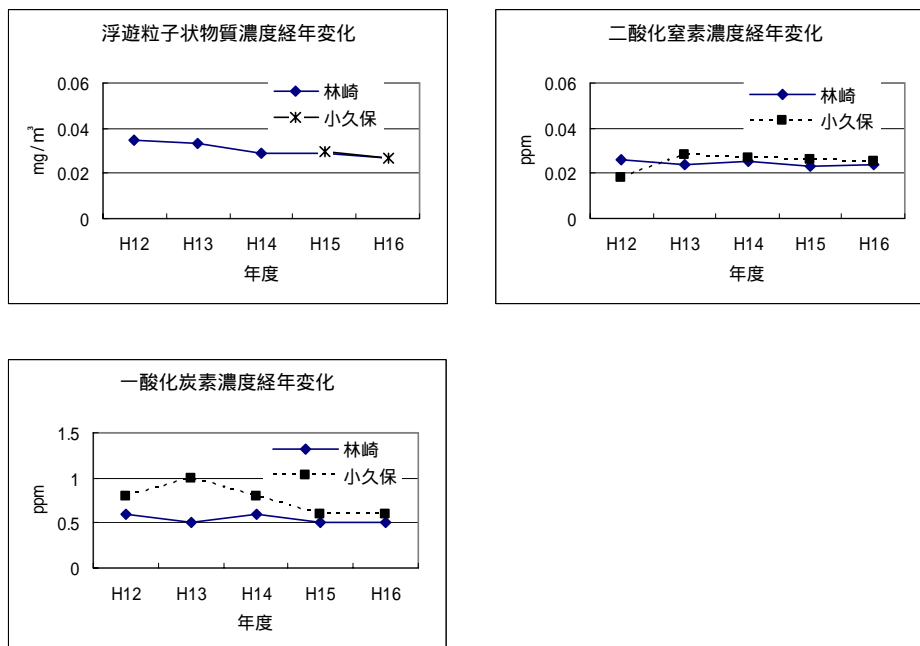 浮遊粒子状物質濃度経年変化
0.06
0.04
0.02
0
mg/㎥
林崎
小久保
H12 H13 H14 H15 H16
年度
二酸化窒素濃度経年変化
0.06
0.04
0.02
0
ppm
林崎
小久保
H12 H13 H14 H15 H16
年度
一酸化炭素濃度経年変化
1.5
1
0.5
0
ppm
林崎
小久保
H12 H13 H14 H15 H16
年度